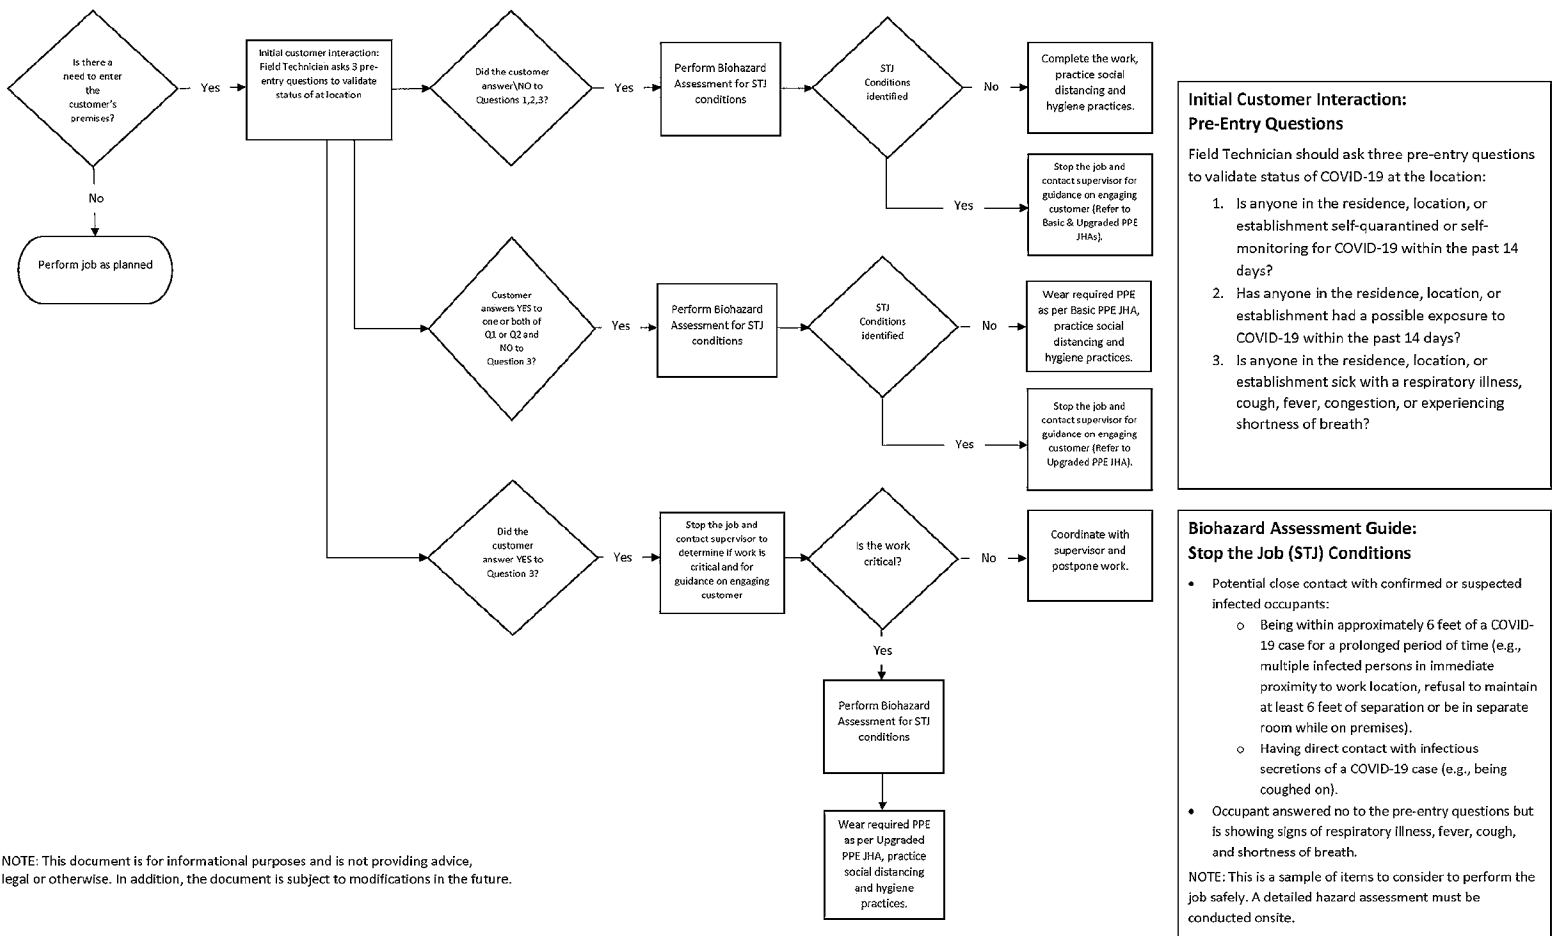 Is there a
need to enter
the
customer's
premises?
Yes
No
Perform job as planned
Initial customer interaction:
Field Technician asks 3 pre-
entry questions to validate
status of at location
Did the customer
answer\NO to
Questions 1,2,3?
Yes
Perform Biohazard
Assessment for STJ
conditions
STJ
Conditions
identified
No
Complete the work,
practice social
distancing and
hygiene practices.
Yes
Stop the job and
contact supervisor for
guidance on engaging
customer (Refer to
Basic & Upgraded PPE
JHAs).
Customer
answers YES to
one or both of
Q1 or Q2 and
NO to
Question 3?
Yes
Perform Biohazard
Assessment for STJ
conditions
STJ
Conditions
identified
No
Wear required PPE
as per Basic PPE JHA,
practice social
distancing and
hygiene practices.
Yes
Stop the job and
contact supervisor for
guidance on engaging
customer (Refer to
Upgraded PPE JHA).
Did the
customer
answer YES to
Question 3?
Yes
Stop the job and
contact supervisor to
determine if work is
critical and for
guidance on engaging
customer
Is the work
critical?
No
Coordinate with
supervisor and
postpone work.
Yes
Perform Biohazard
Assessment for STJ
conditions
Wear required PPE
as per Upgraded
PPE JHA, practice
social distancing
and hygiene
practices.
NOTE: This document is for informational purposes and is not providing advice,
legal or otherwise. In addition, the document is subject to modifications in the future.
Initial Customer Interaction:
Pre-Entry Questions
Field Technician should ask three pre-entry questions
to validate status of COVID-19 at the location:
1. Is anyone in the residence, location, or
establishment self-quarantined or self-
monitoring for COVID-19 within the past 14
days?
2. Has anyone in the residence, location, or
establishment had a possible exposure to
COVID-19 within the past 14 days?
3. Is anyone in the residence, location, or
establishment sick with a respiratory illness,
cough, fever, congestion, or experiencing
shortness of breath?
Biohazard Assessment Guide:
Stop the Job (STJ) Conditions
• Potential close contact with confirmed or suspected
infected occupants:
o Being within approximately 6 feet of a COVID-
19 case for a prolonged period of time (e.g.,
multiple infected persons in immediate
proximity to work location, refusal to maintain
at least 6 feet of separation or be in separate
room while on premises).
o Having direct contact with infectious
secretions of a COVID-19 case (e.g., being
coughed on).
• Occupant answered no to the pre-entry questions but
is showing signs of respiratory illness, fever, cough,
and shortness of breath.
NOTE: This is a sample of items to consider to perform the
job safely. A detailed hazard assessment must be
conducted onsite.